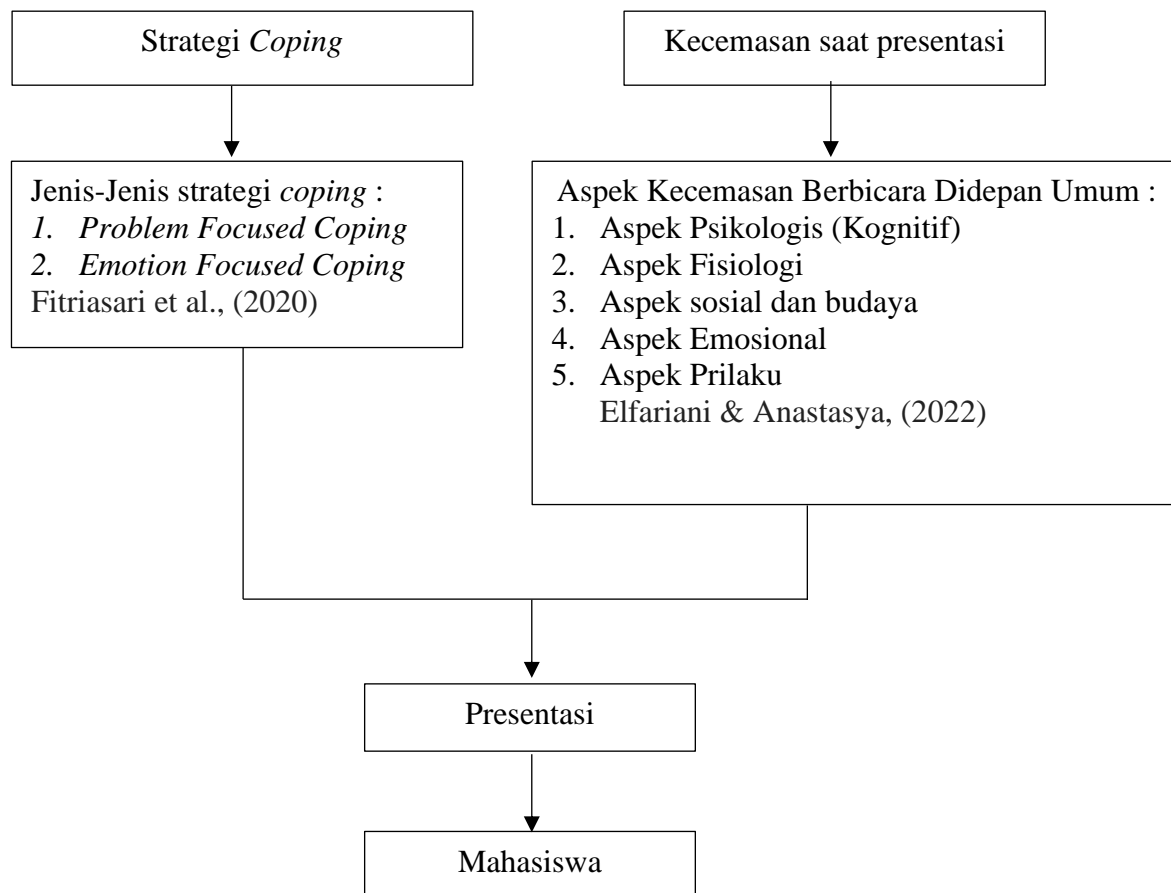 Strategi Coping
Kecemasan saat presentasi
Jenis-Jenis strategi coping :
1. Problem Focused Coping
2. Emotion Focused Coping
Fitriasari et al., (2020)
Aspek Kecemasan Berbicara Didepan Umum :
1. Aspek Psikologis (Kognitif)
2. Aspek Fisiologi
3. Aspek sosial dan budaya
4. Aspek Emosional
5. Aspek Prilaku
Elfariani & Anastasya, (2022)
Presentasi
Mahasiswa